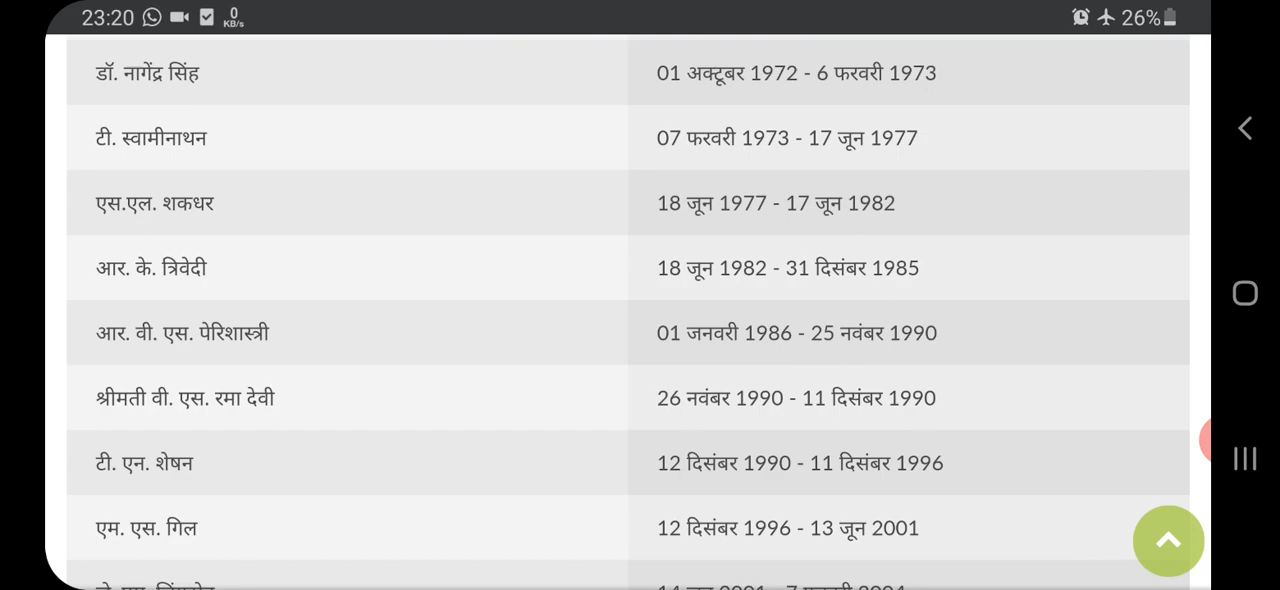 23:20 0 KB/s 26%
डॉ. नागेंद्र सिंह 01 अक्टूबर 1972 - 6 फरवरी 1973
टी. स्वामीनाथन 07 फरवरी 1973 - 17 जून 1977
एस.एल. शकधर 18 जून 1977 - 17 जून 1982
आर. के. त्रिवेदी 18 जून 1982 - 31 दिसंबर 1985
आर. वी. एस. पेरिशास्त्री 01 जनवरी 1986 - 25 नवंबर 1990
श्रीमती वी. एस. रमा देवी 26 नवंबर 1990 - 11 दिसंबर 1990
टी. एन. शेषन 12 दिसंबर 1990 - 11 दिसंबर 1996
एम. एस. गिल 12 दिसंबर 1996 - 13 जून 2001